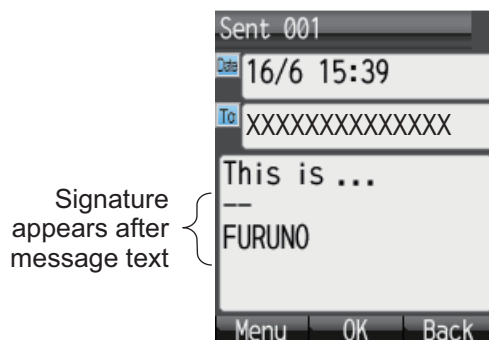 Sent 001
Date 16/6 15:39
To XXXXXXXXXXXXXX
This is ...
--
FURUNO
Signature
appears after
message text
Menu OK Back